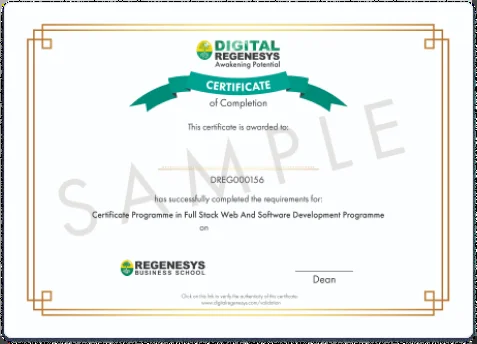 DIGITAL
REGENESYS
Awakening Potential
CERTIFICATE
of Completion
This certificate is awarded to:
SAMPLE
DREG000156
has successfully completed the requirements for:
Certificate Programme in Full Stack Web And Software Development Programme
on
REGENESYS
BUSINESS SCHOOL
Dean
Click on this link to verify the authenticity of this certificate:
www.digitalregenesys.com/validation